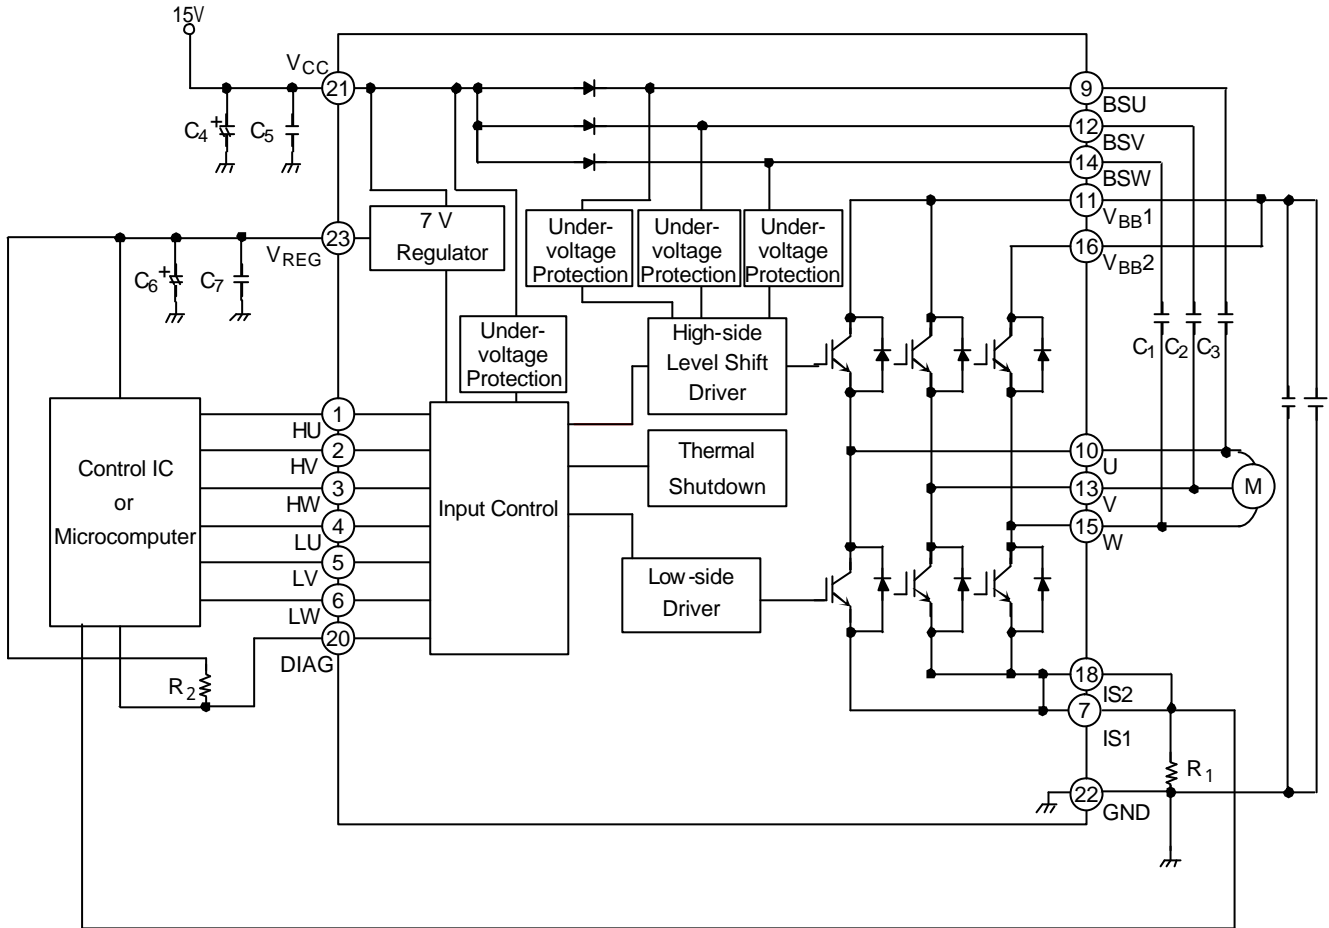 15V
VCC
21
C4
+
C5
9
BSU
12
BSV
14
BSW
11
VBB1
16
VBB2
7 V
Regulator
23
VREG
C6
+
C7
Under-
voltage
Protection
Under-
voltage
Protection
Under-
voltage
Protection
Under-
voltage
Protection
High-side
Level Shift
Driver
C1
C2
C3
Control IC
or
Microcomputer
1
HU
2
HV
3
HW
4
LU
5
LV
6
LW
20
DIAG
Input Control
Thermal
Shutdown
Low-side
Driver
10
U
13
V
15
W
M
R2
18
IS2
7
IS1
R1
22
GND